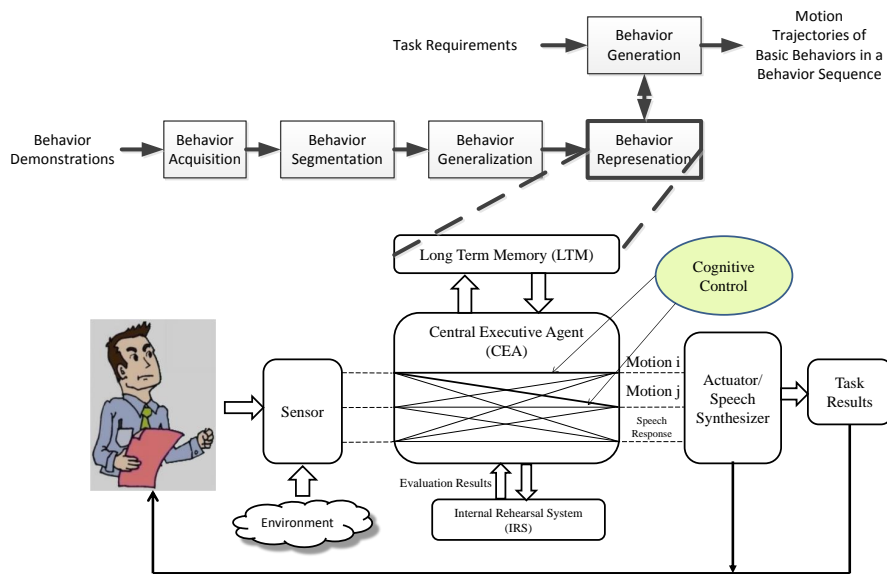 Task Requirements
Behavior
Generation
Motion
Trajectories of
Basic Behaviors in a
Behavior Sequence
Behavior
Demonstrations
Behavior
Acquisition
Behavior
Segmentation
Behavior
Generalization
Behavior
Represenation
Long Term Memory (LTM)
Cognitive
Control
Central Executive Agent
(CEA)
Sensor
Motion i
Motion j
Speech
Response
Actuator/
Speech
Synthesizer
Task
Results
Evaluation Results
Environment
Internal Rehearsal System
(IRS)